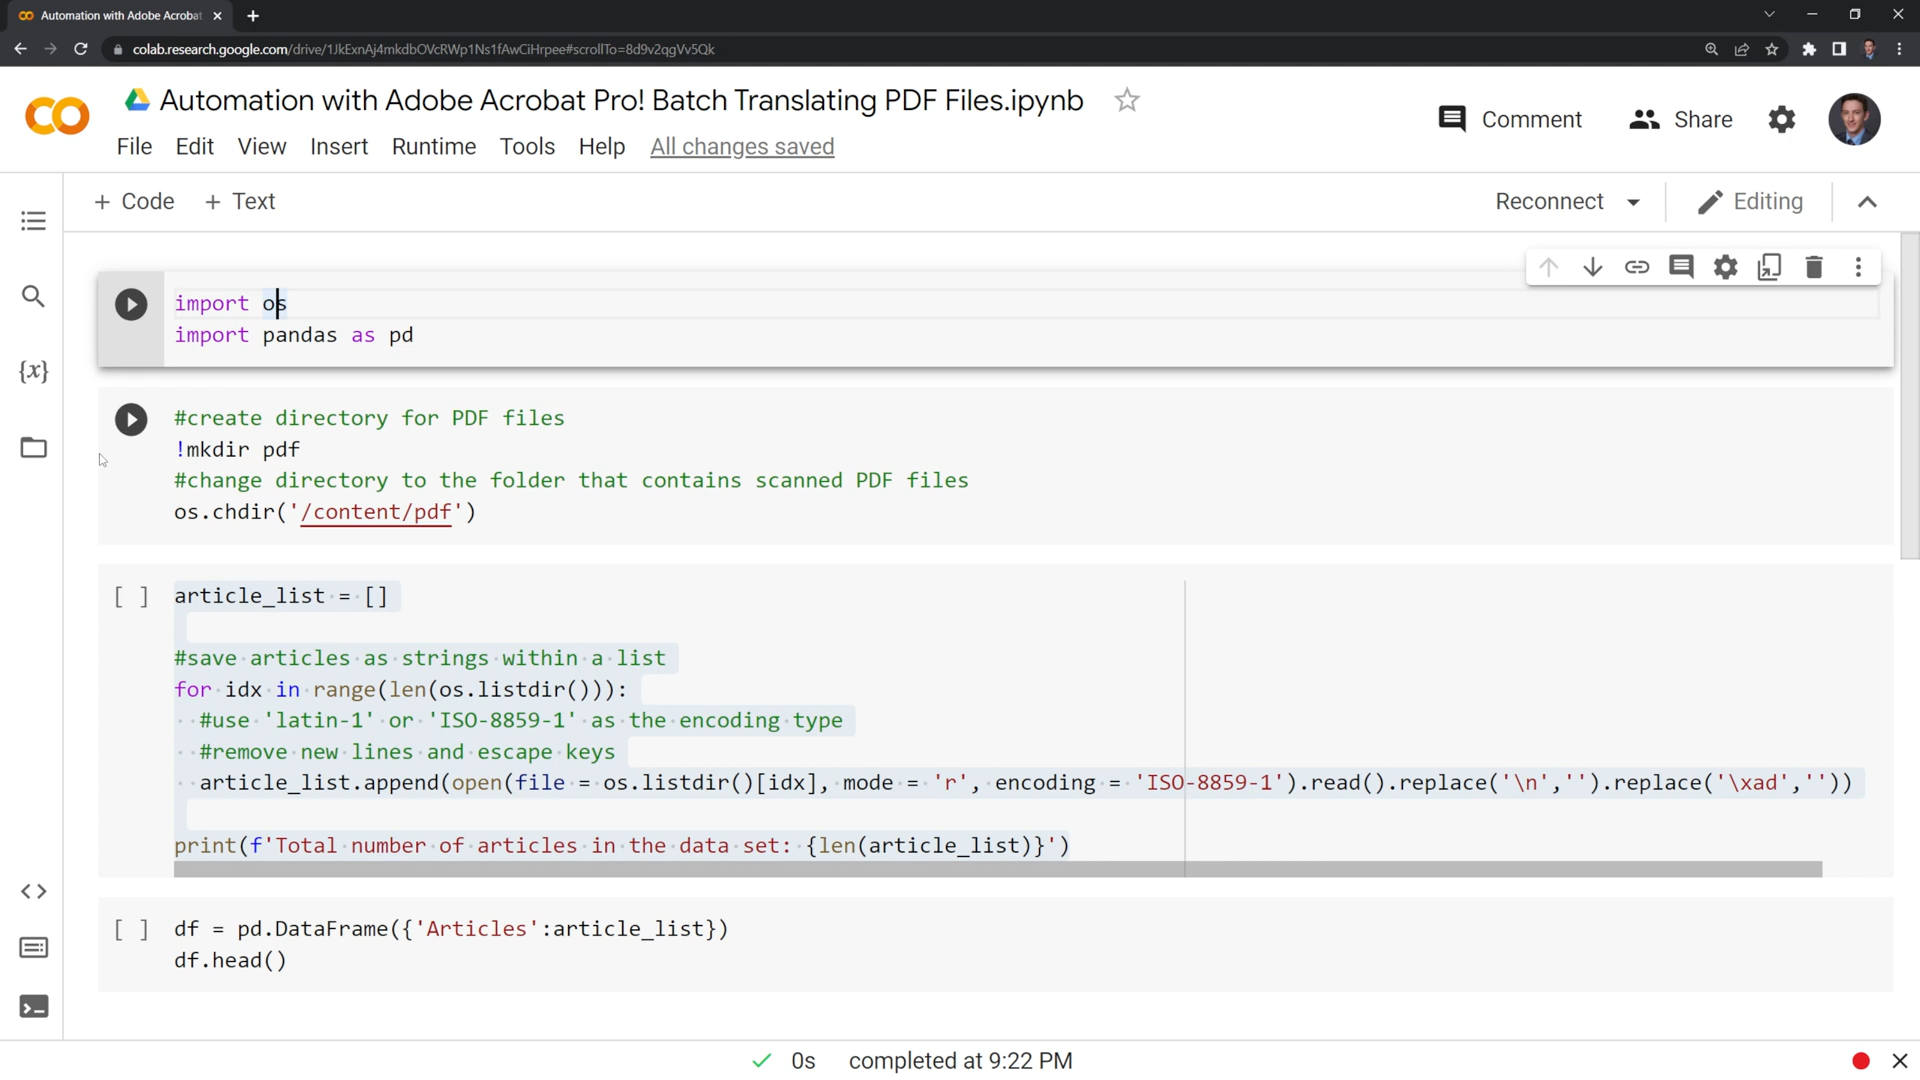 Automation with Adobe Acrobat
colab.research.google.com/drive/1JkExnAj4mkdbOVcRWp1Ns1fAwCiHrpee#scrollTo=8d9v2qgVv5Qk
Automation with Adobe Acrobat Pro! Batch Translating PDF Files.ipynb
Comment
Share
File Edit View Insert Runtime Tools Help All changes saved
+ Code + Text
Reconnect
Editing
import os
import pandas as pd
{x}
#create directory for PDF files
!mkdir pdf
#change directory to the folder that contains scanned PDF files
os.chdir('/content/pdf')
[ ] article_list = []
#save articles as strings within a list
for idx in range(len(os.listdir())):
#use 'latin-1' or 'ISO-8859-1' as the encoding type
#remove new lines and escape keys
article_list.append(open(file = os.listdir()[idx], mode = 'r', encoding = 'ISO-8859-1').read().replace('\n','').replace('\xad',''))
print(f'Total number of articles in the data set: {len(article_list)}')
[ ] df = pd.DataFrame({'Articles':article_list})
df.head()
0s completed at 9:22 PM